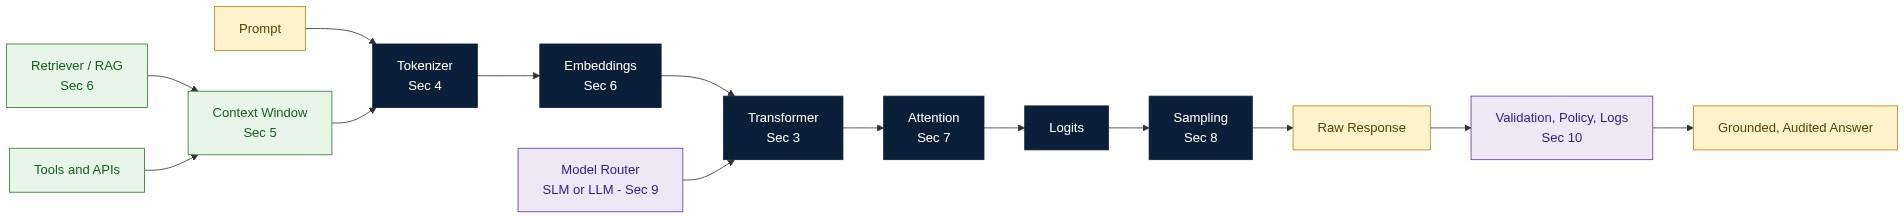 Prompt
Retriever / RAG
Sec 6
Tools and APIs
Context Window
Sec 5
Tokenizer
Sec 4
Embeddings
Sec 6
Model Router
SLM or LLM - Sec 9
Transformer
Sec 3
Attention
Sec 7
Logits
Sampling
Sec 8
Raw Response
Validation, Policy, Logs
Sec 10
Grounded, Audited Answer